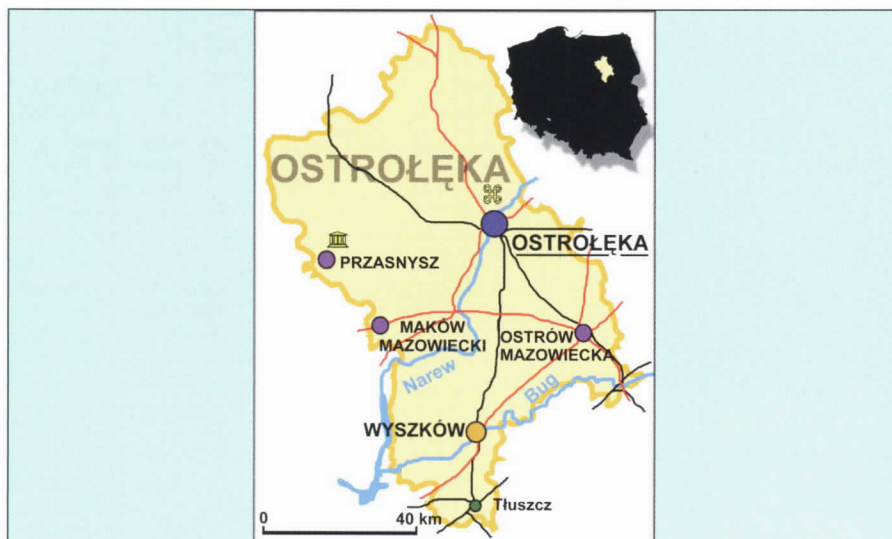 OSTROŁĘKA
OSTROŁĘKA
PRZASNYSZ
MAKÓW
MAZOWIECKI
OSTRÓW
MAZOWIECKA
Narew
Bug
WYSZKÓW
Tłuszcz
0 40 km